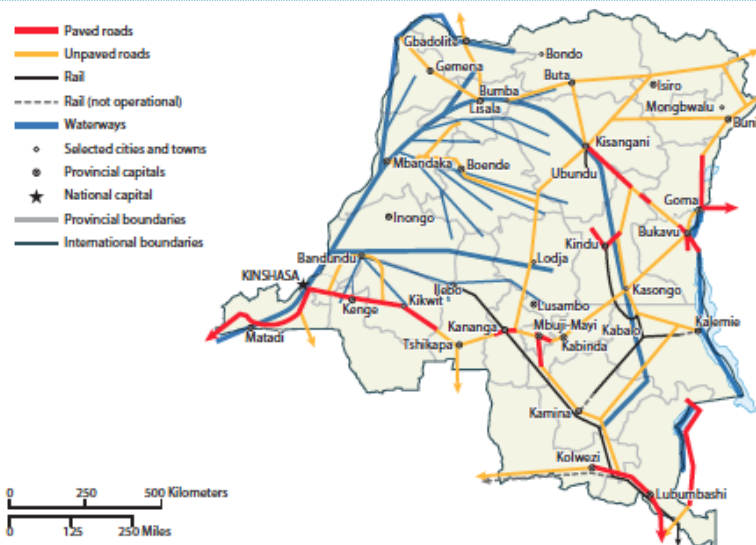 Paved roads
Unpaved roads
Rail
Rail (not operational)
Waterways
Selected cities and towns
Provincial capitals
National capital
Provincial boundaries
International boundaries
Gbadolite
Bondo
Gemena
Buta
Isiro
Bumba
Lisala
Mongbwalu
Kisangani
Mbandaka
Boende
Ubundu
Goma
Inongo
Bukavu
Kindu
Bandundu
Lodja
KINSHASA
Ilebo
Kasongo
Kenge
Kikwit
Lusambo
Matadi
Kananga
Mbuji-Mayi
Kabalo
Kalemie
Tshikapa
Kabinda
Kamina
Kolwezi
Lubumbashi
0 250 500 Kilometers
0 125 250 Miles